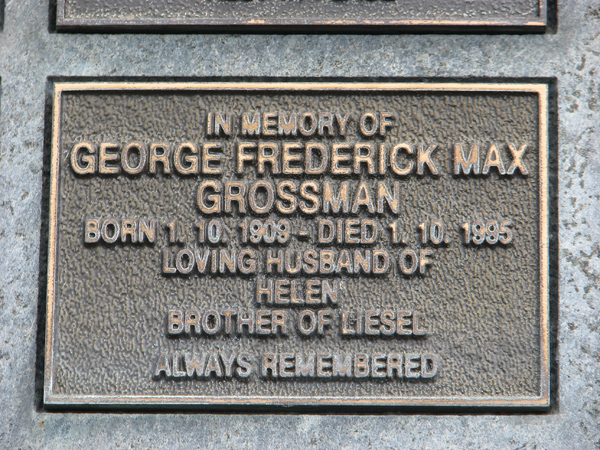 IN MEMORY OF
GEORGE FREDERICK MAX
GROSSMAN
BORN 1. 10. 1909 - DIED 1. 10. 1995
LOVING HUSBAND OF
HELEN
BROTHER OF LIESEL
ALWAYS REMEMBERED